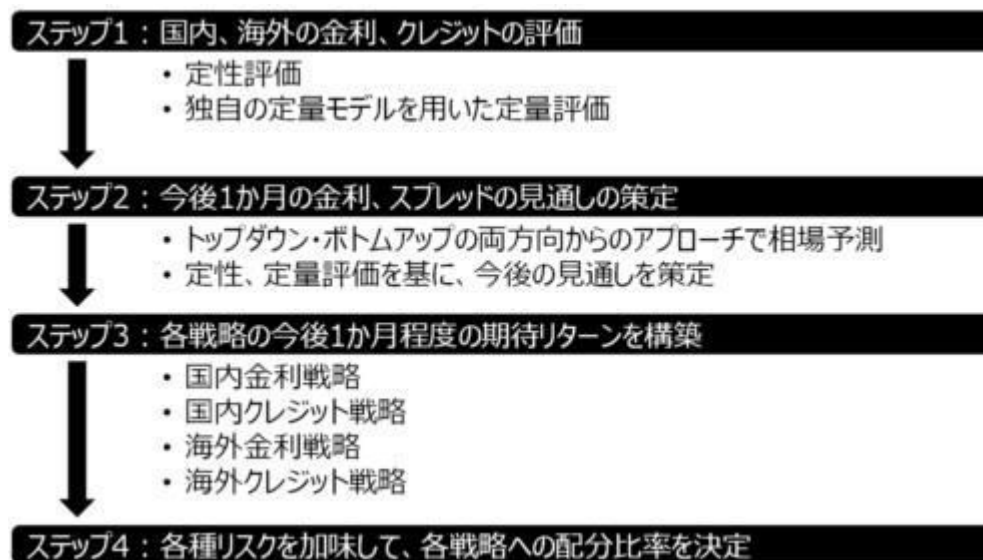 ステップ1：国内、海外の金利、クレジットの評価
・定性評価
・独自の定量モデルを用いた定量評価
ステップ2：今後1か月の金利、スプレッドの見通しの策定
・トップダウン・ボトムアップの両方向からのアプローチで相場予測
・定性、定量評価を基に、今後の見通しを策定
ステップ3：各戦略の今後1か月程度の期待リターンを構築
・国内金利戦略
・国内クレジット戦略
・海外金利戦略
・海外クレジット戦略
ステップ4：各種リスクを加味して、各戦略への配分比率を決定